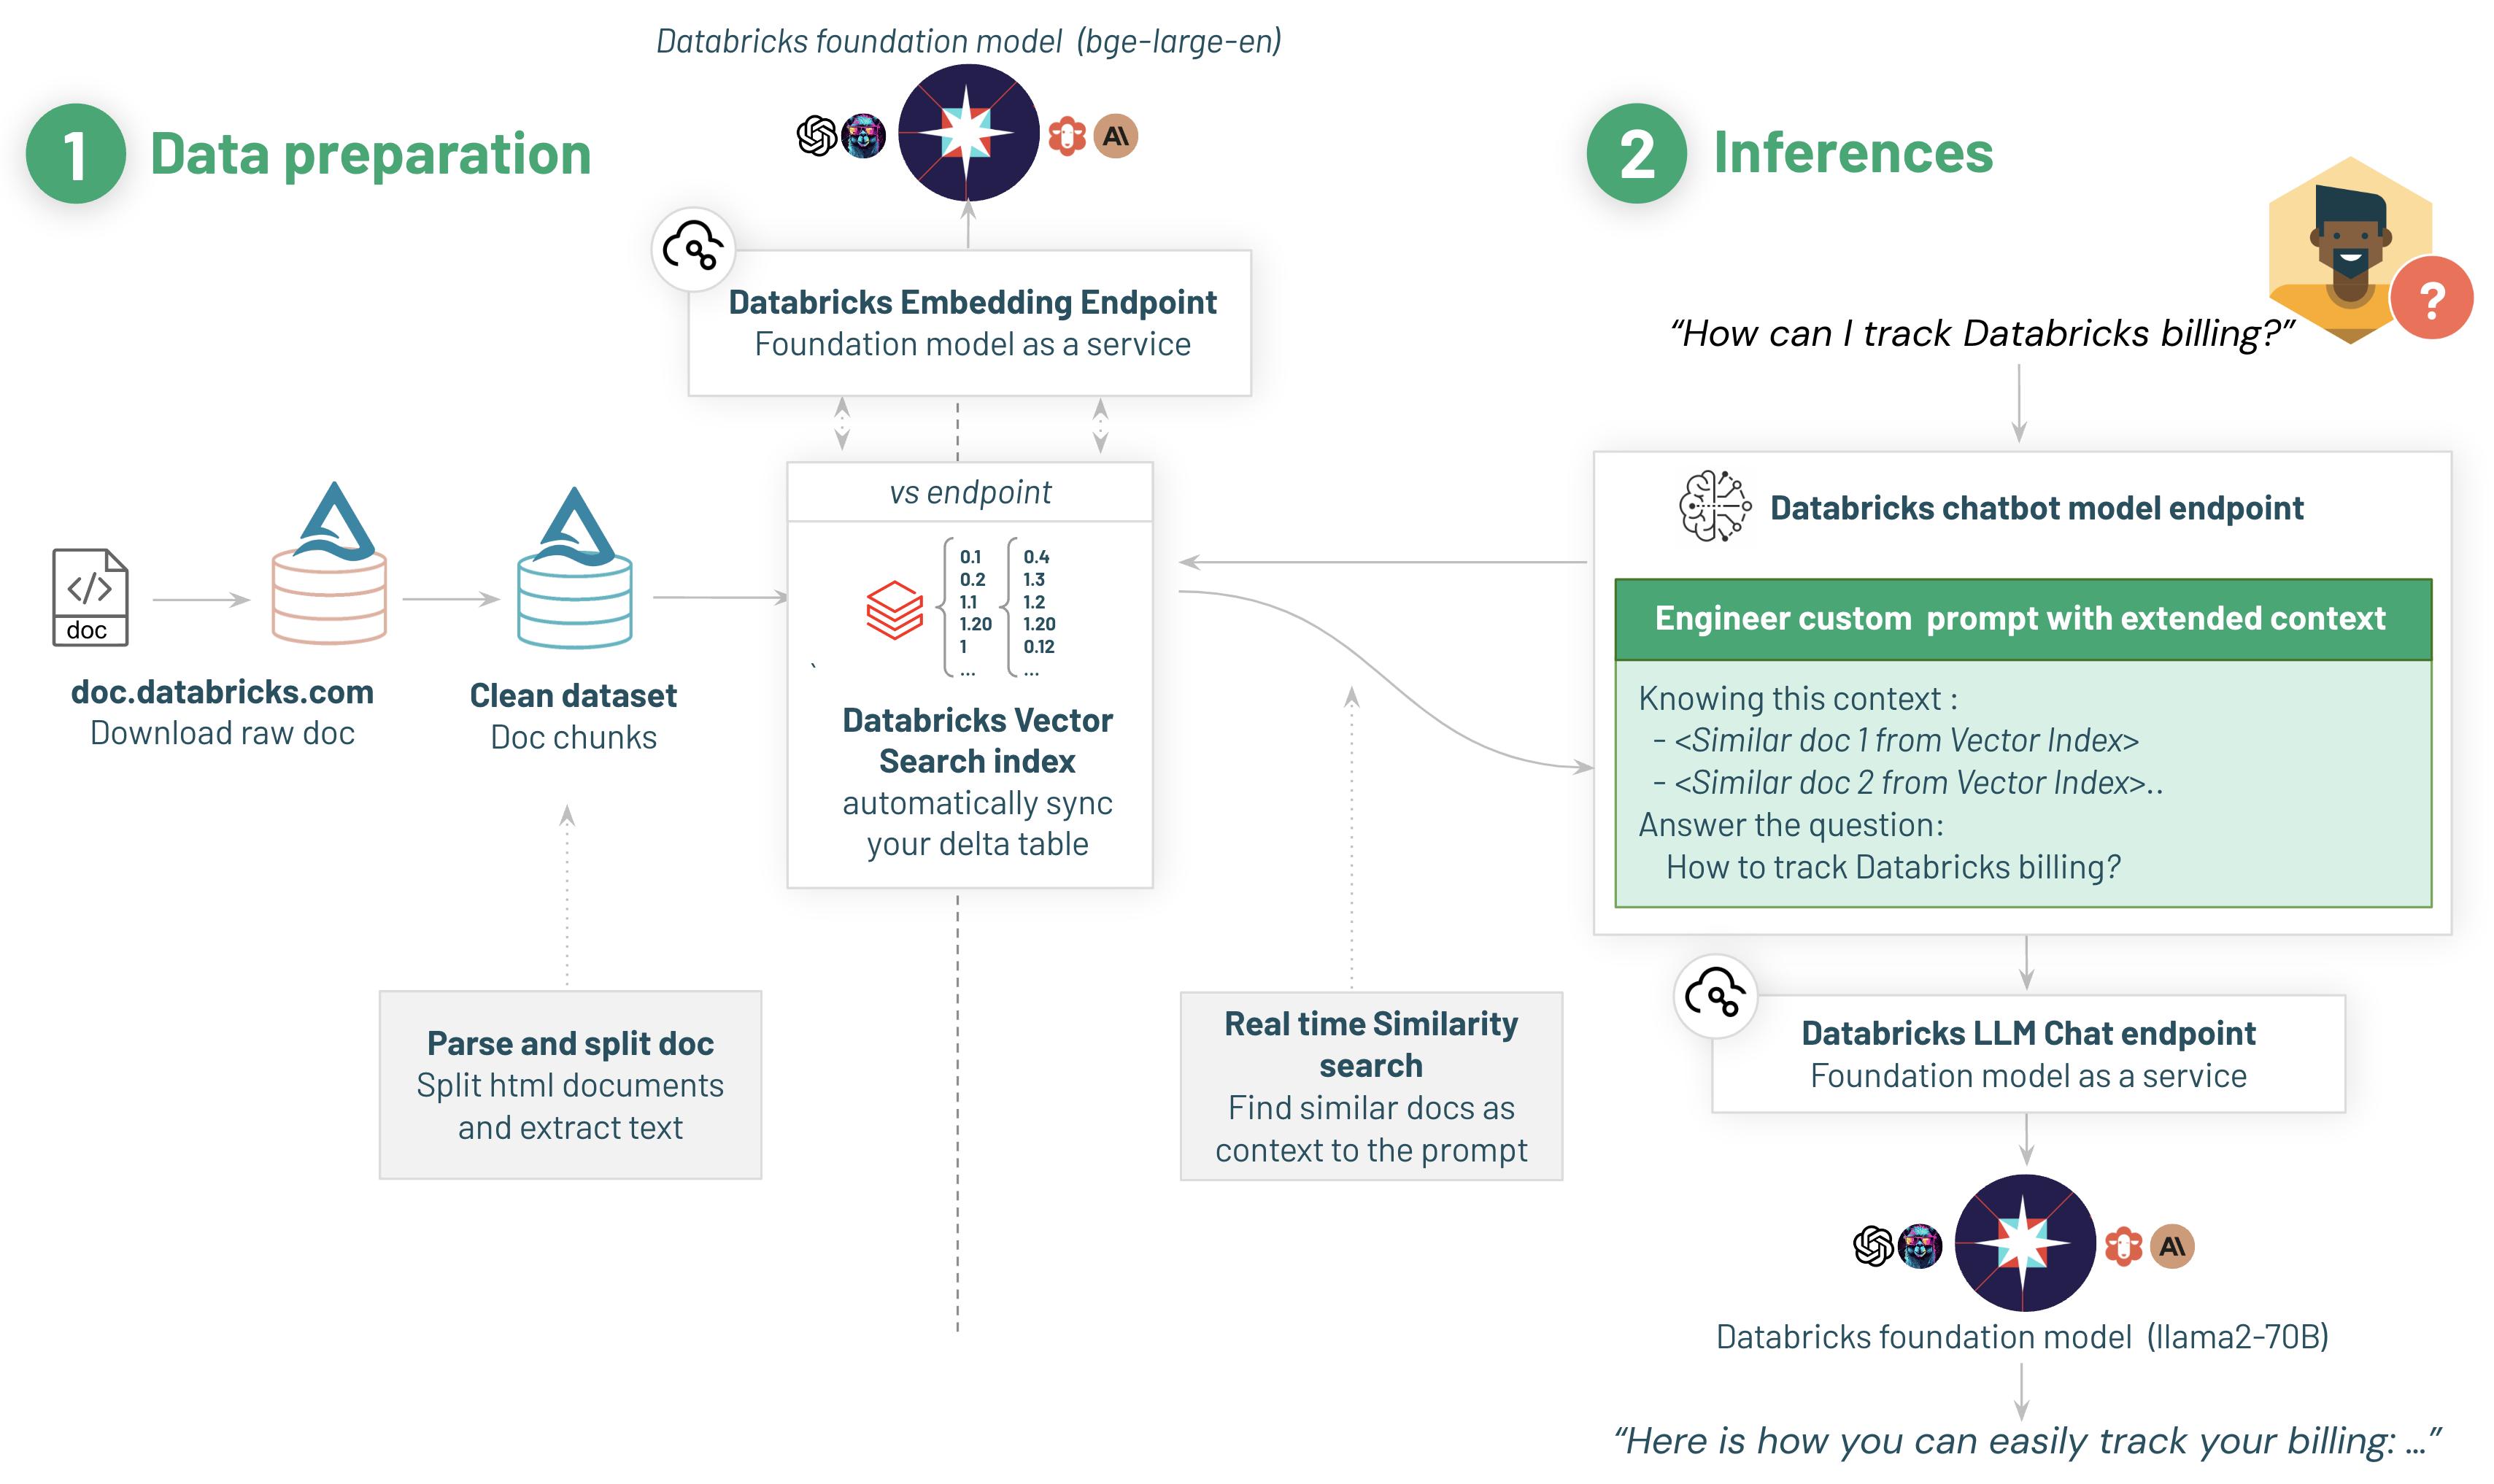 Databricks foundation model (bge-large-en)
1 Data preparation
Databricks Embedding Endpoint
Foundation model as a service
doc
doc.databricks.com
Download raw doc
Clean dataset
Doc chunks
Parse and split doc
Split html documents
and extract text
vs endpoint
0.1 0.4
0.2 1.3
1.1 1.2
1.20 1.20
1 0.12
... ...
`
Databricks Vector
Search index
automatically sync
your delta table
Real time Similarity
search
Find similar docs as
context to the prompt
2 Inferences
?
“How can I track Databricks billing?”
Databricks chatbot model endpoint
Engineer custom prompt with extended context
Knowing this context :
- <Similar doc 1 from Vector Index>
- <Similar doc 2 from Vector Index>..
Answer the question:
How to track Databricks billing?
Databricks LLM Chat endpoint
Foundation model as a service
Databricks foundation model (llama2-70B)
“Here is how you can easily track your billing: ...”